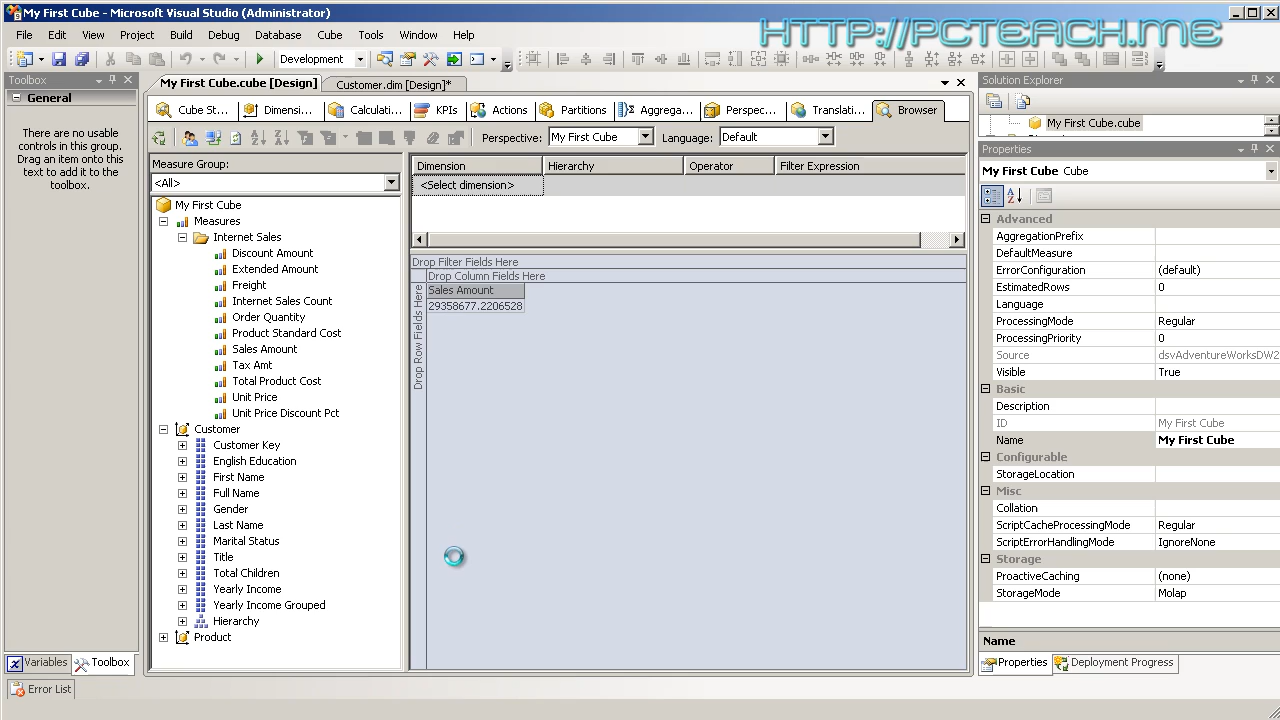 My First Cube - Microsoft Visual Studio (Administrator)
HTTP://PCTEACH.ME
File Project Build Cube Tools Window Help
Development
Toolbox
General
There are no usable
controls in this group.
Drag an item onto this
text to add it to the
toolbox.
Variables Toolbox
Error List
My First Cube.cube [Design] Customer.dim [Design]*
Cube St... Dimensi... Calculati... KPIs Actions Partitions Aggrega... Perspec... Translati... Browser
Perspective: My First Cube Language: Default
Measure Group:
<All>
My First Cube
Measures
Internet Sales
Discount Amount
Extended Amount
Freight
Internet Sales Count
Order Quantity
Product Standard Cost
Sales Amount
Tax Amt
Total Product Cost
Unit Price
Unit Price Discount Pct
Customer
Customer Key
English Education
First Name
Full Name
Gender
Last Name
Marital Status
Title
Total Children
Yearly Income
Yearly Income Grouped
Hierarchy
Product
Dimension Hierarchy Operator Filter Expression
<Select dimension>
Drop Filter Fields Here
Drop Column Fields Here
Drop Row Fields Here
Sales Amount
29358677.2206528
Solution Explorer
My First Cube.cube
Properties
My First Cube Cube
Advanced
AggregationPrefix
DefaultMeasure
ErrorConfiguration (default)
EstimatedRows 0
Language
ProcessingMode Regular
ProcessingPriority 0
Source dsvAdventureWorksDW2
Visible True
Basic
Description
ID My First Cube
Name My First Cube
Configurable
StorageLocation
Misc
Collation
ScriptCacheProcessingMode Regular
ScriptErrorHandlingMode IgnoreNone
Storage
ProactiveCaching (none)
StorageMode Molap
Name
Properties Deployment Progress